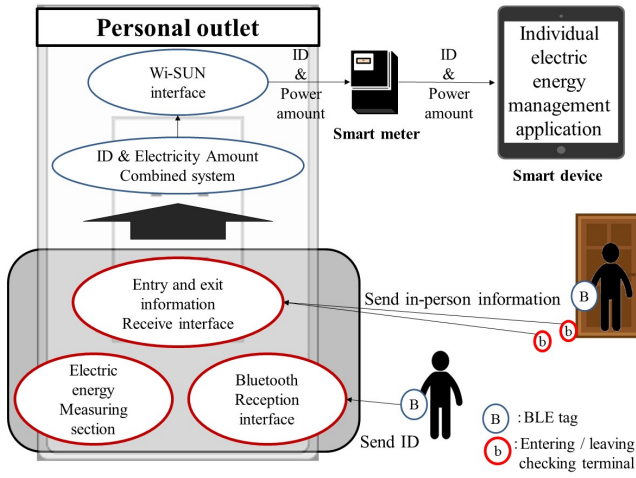 Personal outlet
Wi-SUN
interface
ID
&
Power
amount
Smart meter
ID
&
Power
amount
Individual
electric
energy
management
application
Smart device
ID & Electricity Amount
Combined system
Entry and exit
information
Receive interface
Send in-person information
B
b
b
Electric
energy
Measuring
section
Bluetooth
Reception
interface
B
Send ID
B :BLE tag
b :Entering / leaving
checking terminal